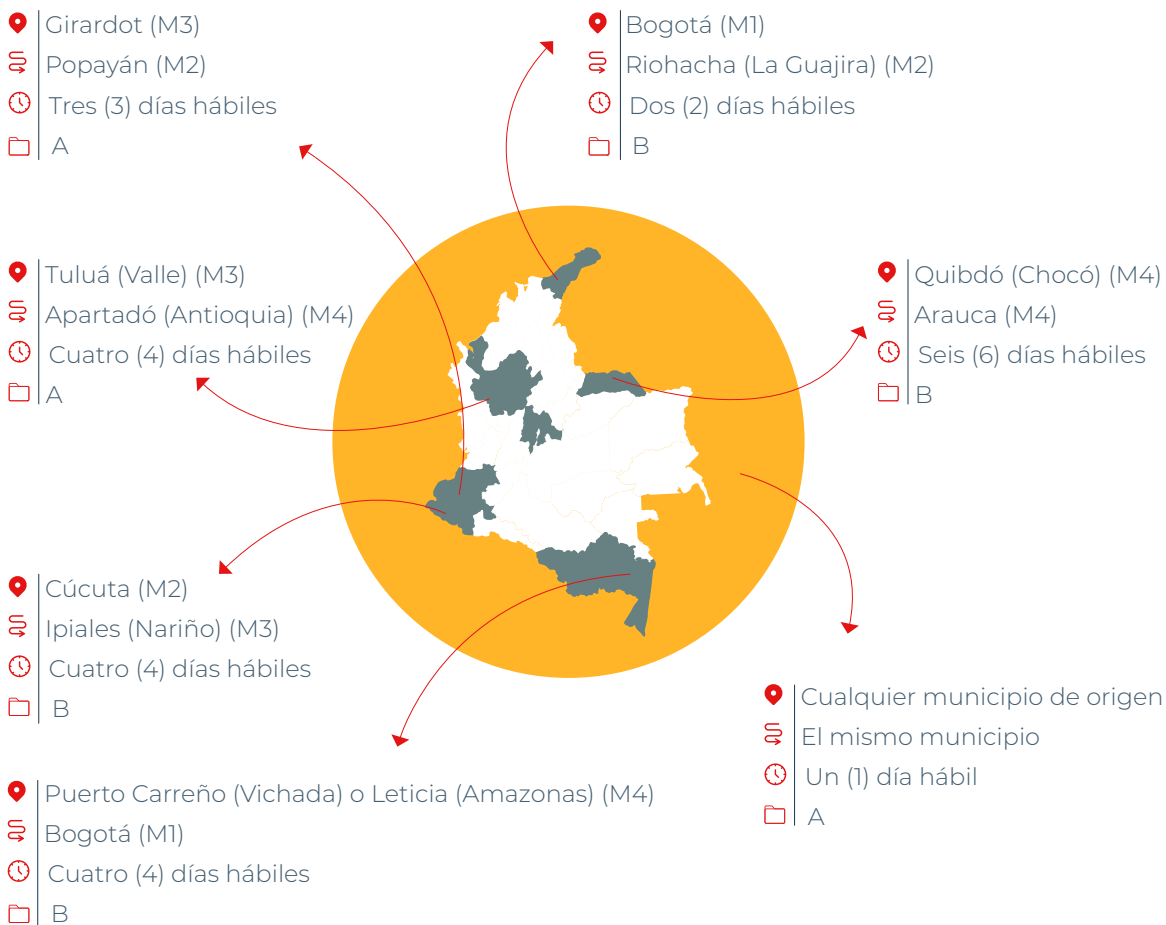 Girardot (M3)
Popayán (M2)
Tres (3) días hábiles
A
Bogotá (M1)
Riohacha (La Guajira) (M2)
Dos (2) días hábiles
B
Tuluá (Valle) (M3)
Apartadó (Antioquia) (M4)
Cuatro (4) días hábiles
A
Quibdó (Chocó) (M4)
Arauca (M4)
Seis (6) días hábiles
B
Cúcuta (M2)
Ipiales (Nariño) (M3)
Cuatro (4) días hábiles
B
Cualquier municipio de origen
El mismo municipio
Un (1) día hábil
A
Puerto Carreño (Vichada) o Leticia (Amazonas) (M4)
Bogotá (M1)
Cuatro (4) días hábiles
B